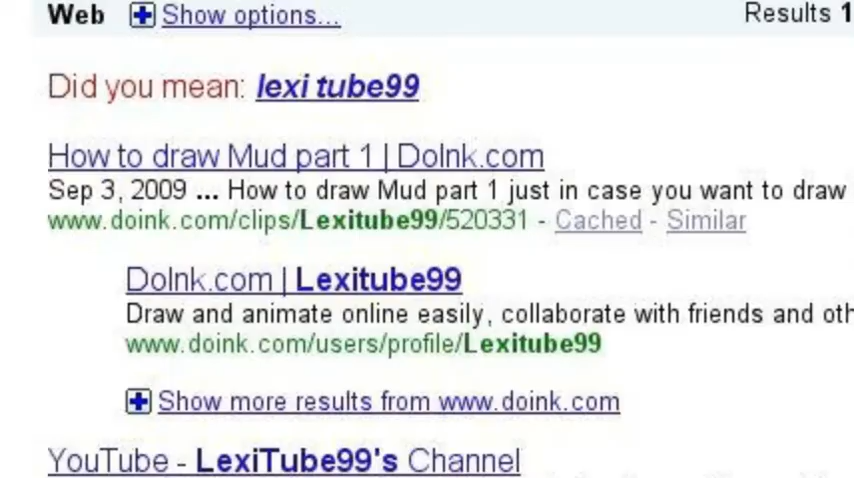 Web Show options...
Results 1
Did you mean: lexi tube99
How to draw Mud part 1 | DoInk.com
Sep 3, 2009 ... How to draw Mud part 1 just in case you want to draw
www.doink.com/clips/Lexitube99/520331 - Cached - Similar
DoInk.com | Lexitube99
Draw and animate online easily, collaborate with friends and oth
www.doink.com/users/profile/Lexitube99
Show more results from www.doink.com
YouTube - LexiTube99's Channel